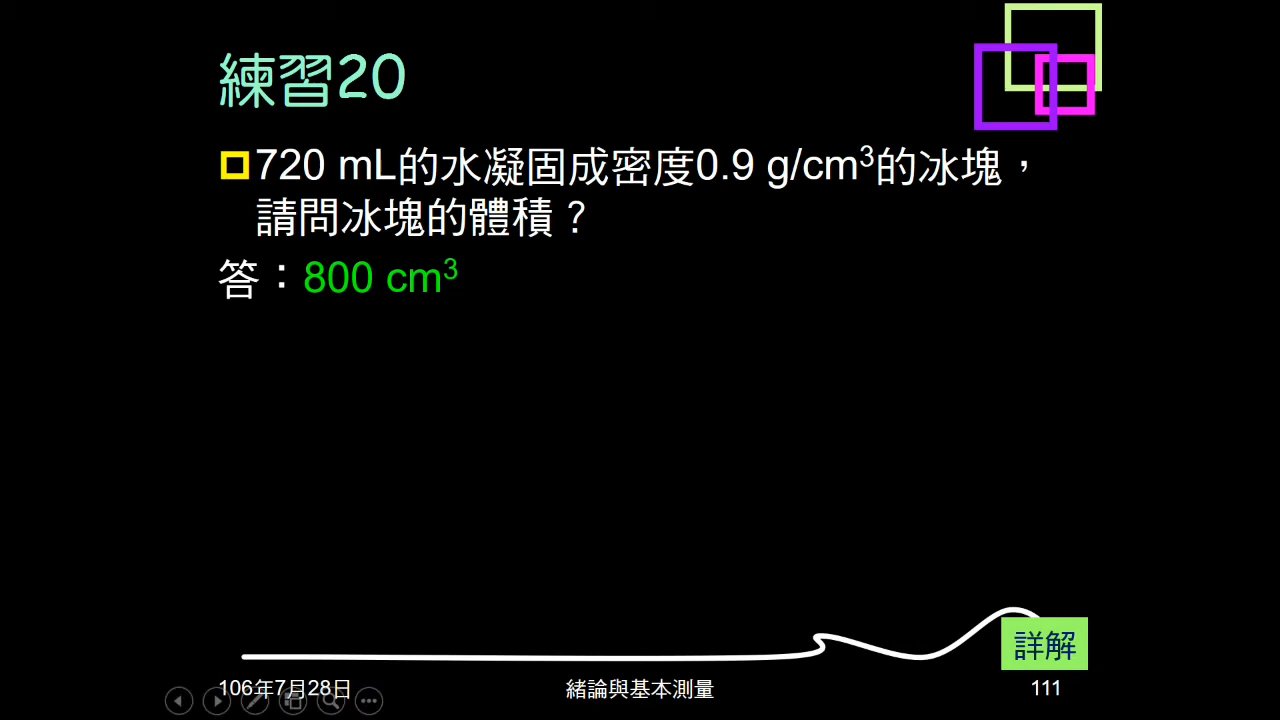 練習20
720 mL的水凝固成密度0.9 g/cm³的冰塊，
請問冰塊的體積？
答：800 cm³
詳解
106年7月28日
緒論與基本測量
111